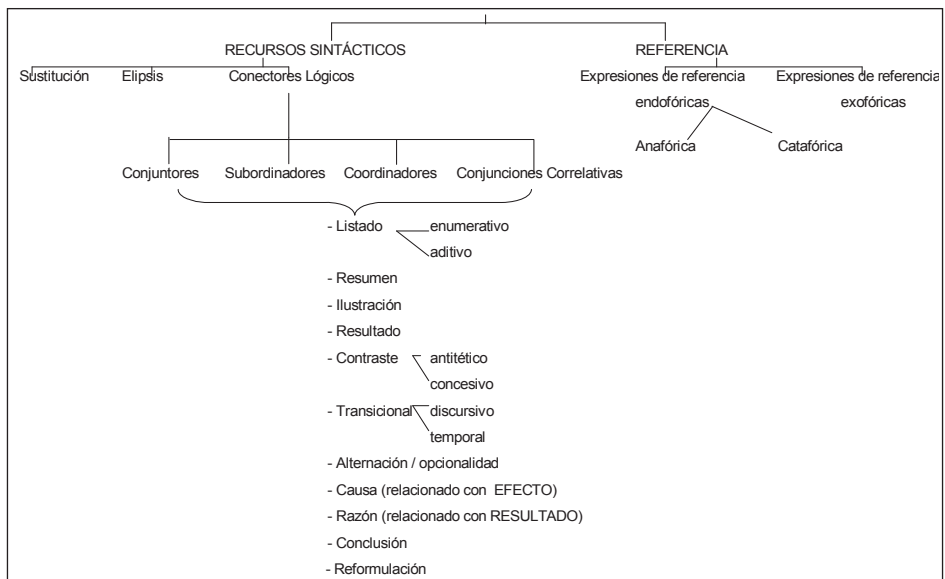 RECURSOS SINTÁCTICOS REFERENCIA
Sustitución Elipsis Conectores Lógicos Expresiones de referencia Expresiones de referencia
endofóricas exofóricas
Anafórica Catafórica
Conjuntores Subordinadores Coordinadores Conjunciones Correlativas
- Listado enumerativo
aditivo
- Resumen
- Ilustración
- Resultado
- Contraste antitético
concesivo
- Transicional discursivo
temporal
- Alternación / opcionalidad
- Causa (relacionado con EFECTO)
- Razón (relacionado con RESULTADO)
- Conclusión
- Reformulación